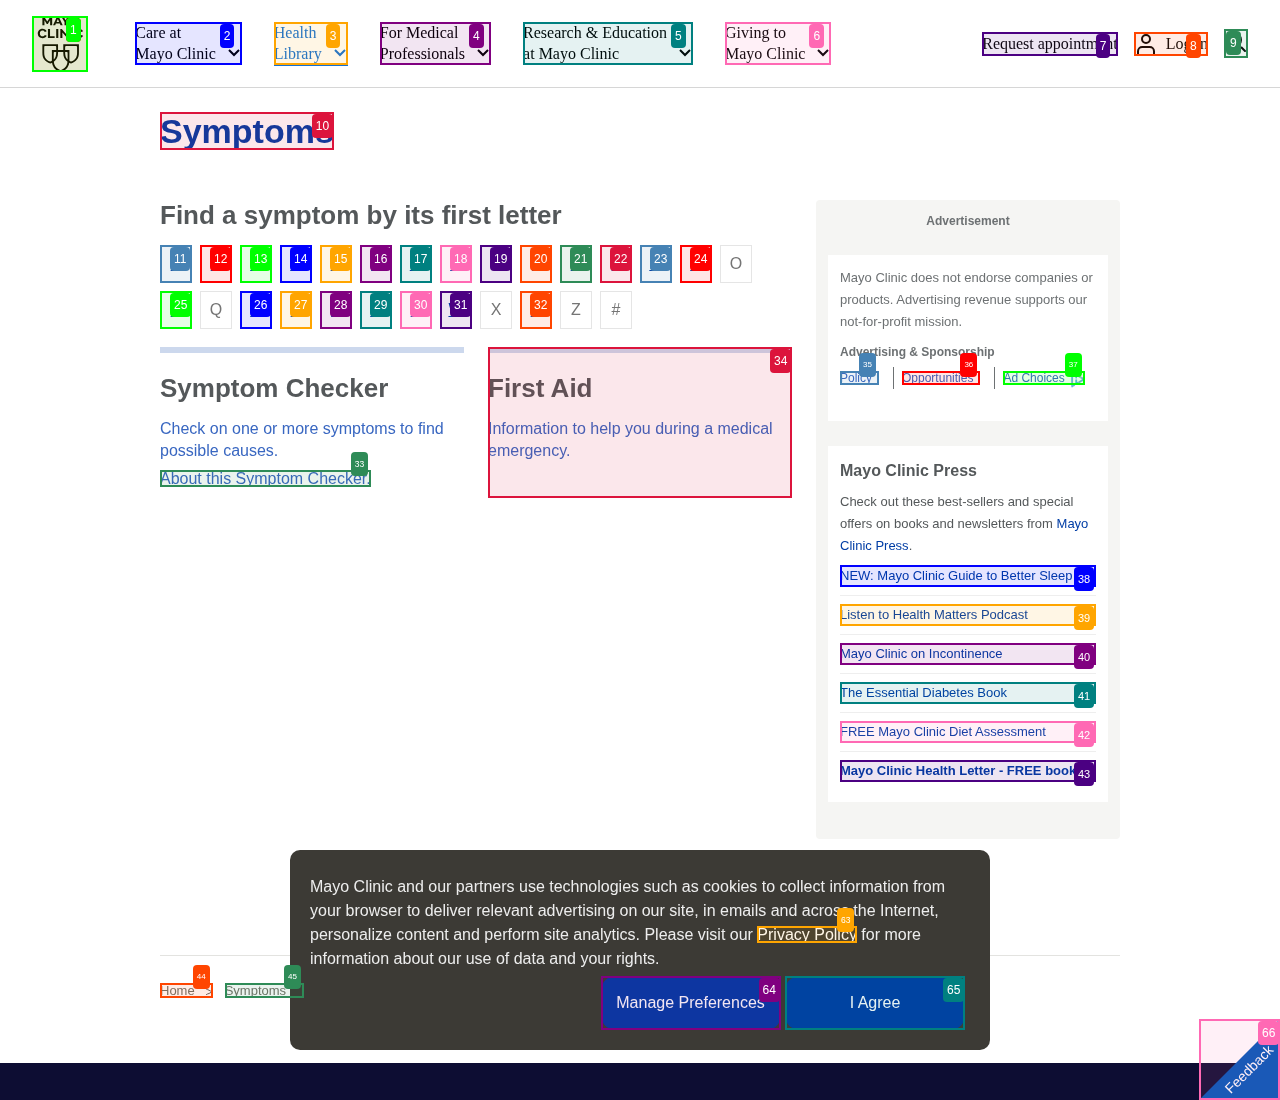 MAYO
CLINIC
1
Care at
Mayo Clinic
2
Health
Library
3
For Medical
Professionals
4
Research & Education
at Mayo Clinic
5
Giving to
Mayo Clinic
6
Request appointment
7
Log in
8
9
Symptoms
10
Find a symptom by its first letter
11 12 13 14 15 16 17 18 19 20 21 22 23 24 O
25 Q 26 27 28 29 30 31 X 32 Z #
Symptom Checker
Check on one or more symptoms to find
possible causes.
About this Symptom Checker.
33
34
First Aid
Information to help you during a medical
emergency.
Advertisement
Mayo Clinic does not endorse companies or
products. Advertising revenue supports our
not-for-profit mission.
Advertising & Sponsorship
35 36 37
Policy Opportunities Ad Choices
Mayo Clinic Press
Check out these best-sellers and special
offers on books and newsletters from Mayo
Clinic Press.
NEW: Mayo Clinic Guide to Better Sleep 38
Listen to Health Matters Podcast 39
Mayo Clinic on Incontinence 40
The Essential Diabetes Book 41
FREE Mayo Clinic Diet Assessment 42
Mayo Clinic Health Letter - FREE book 43
Mayo Clinic and our partners use technologies such as cookies to collect information from
your browser to deliver relevant advertising on our site, in emails and across the Internet,
63
personalize content and perform site analytics. Please visit our Privacy Policy for more
information about our use of data and your rights.
Manage Preferences 64
I Agree 65
44 45
Home > Symptoms
66
Feedback